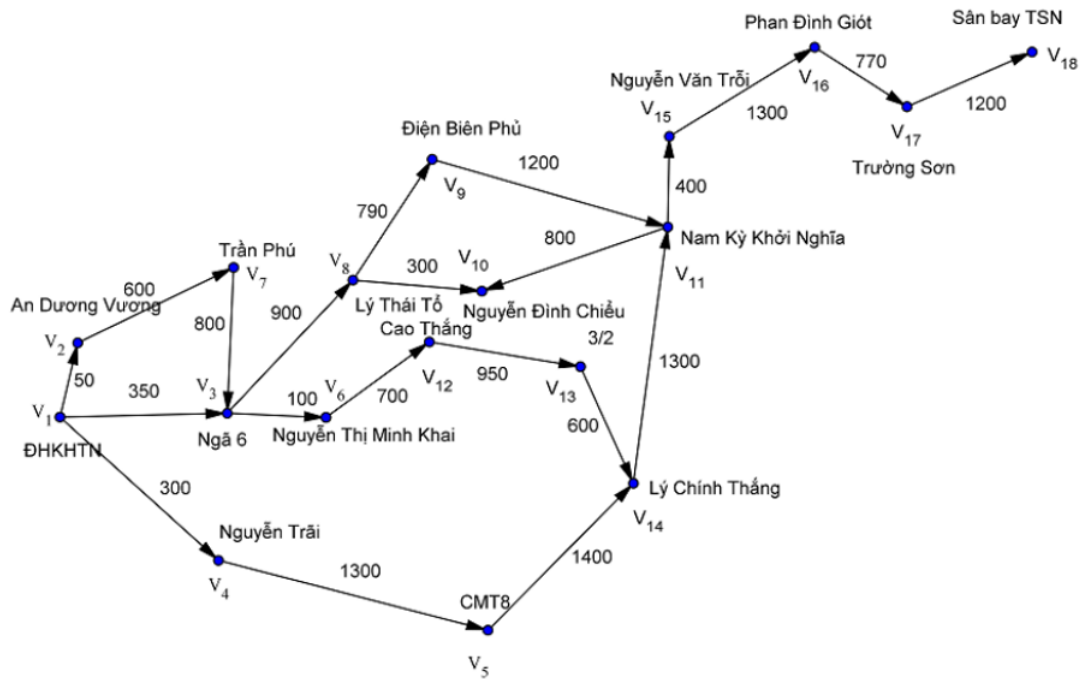 Phan Đình Giót
Sân bay TSN
V18
770
1200
V16
Nguyễn Văn Trỗi
1300
V15
V17
Trường Sơn
Điện Biên Phủ
1200
V9
400
790
800
Nam Kỳ Khởi Nghĩa
V11
Trần Phú
V7
V8
V10
300
600
An Dương Vương
900
Lý Thái Tổ
Nguyễn Đình Chiểu
800
Cao Thắng
3/2
V2
V12
950
V13
1300
50
350
V3
V6
700
100
600
V1
ĐHKHTN
Ngã 6
Nguyễn Thị Minh Khai
300
Lý Chính Thắng
V14
Nguyễn Trãi
1400
V4
1300
CMT8
V5